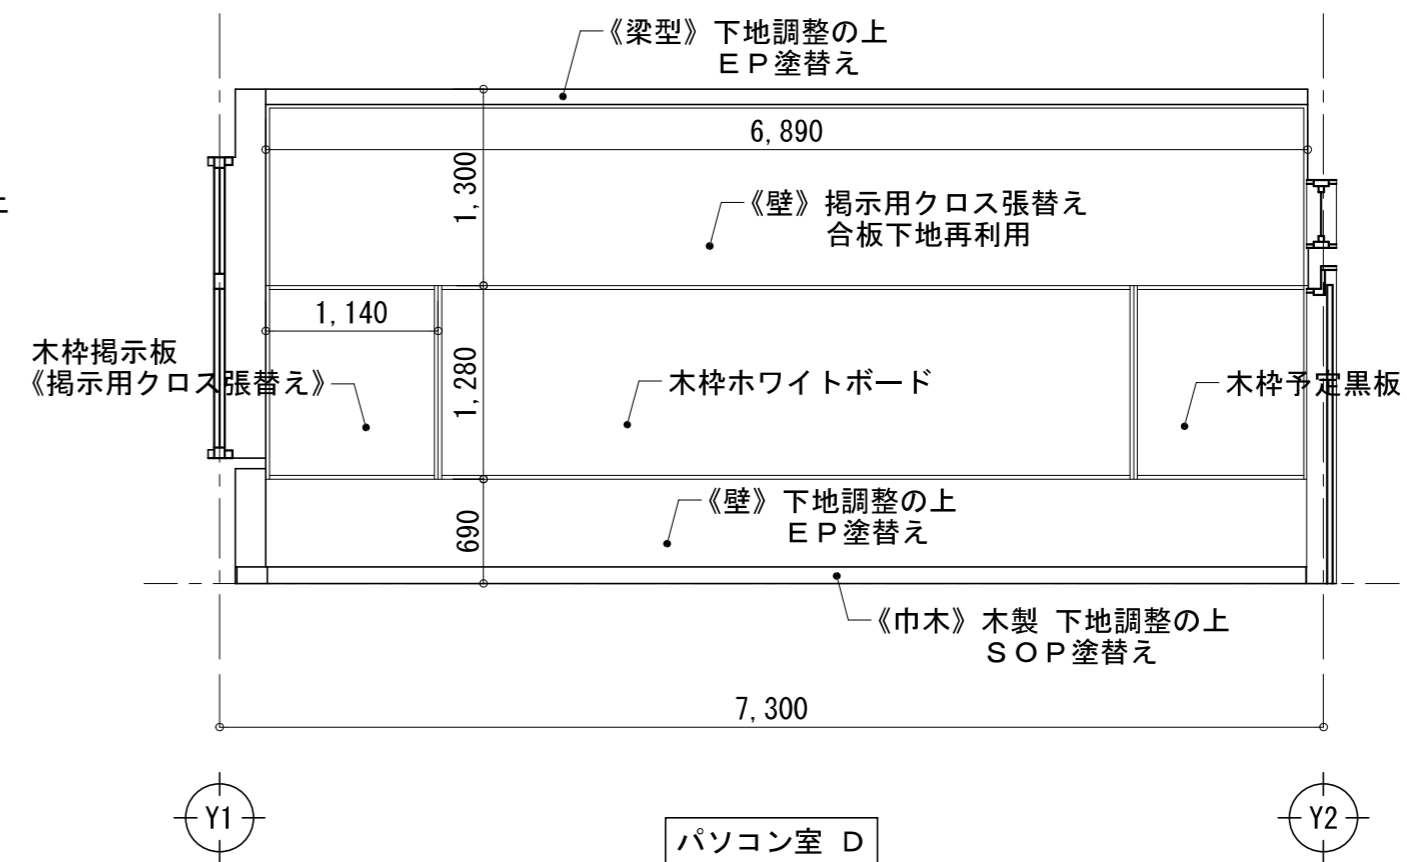 《梁型》下地調整の上
ＥＰ塗替え
6,890
1,300
《壁》掲示用クロス張替え
合板下地再利用
1,140
木枠掲示板
《掲示用クロス張替え》
1,280
木枠ホワイトボード
木枠予定黒板
《壁》下地調整の上
ＥＰ塗替え
690
《巾木》木製 下地調整の上
ＳＯＰ塗替え
7,300
Y1
Y2
パソコン室 D